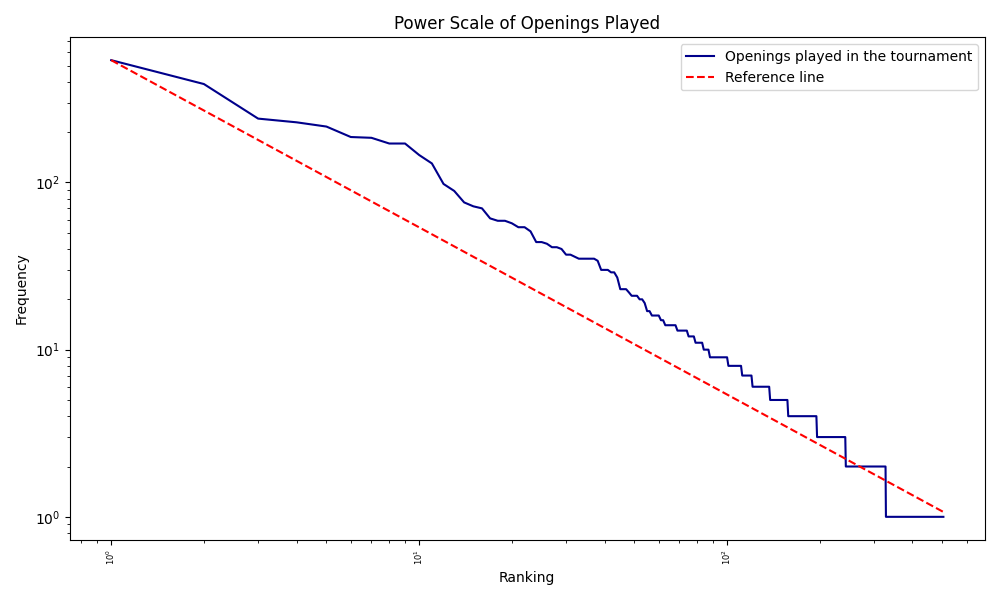 Power Scale of Openings Played
Openings played in the tournament
Reference line
Frequency
10²
10¹
10⁰
10⁰
10¹
10²
Ranking